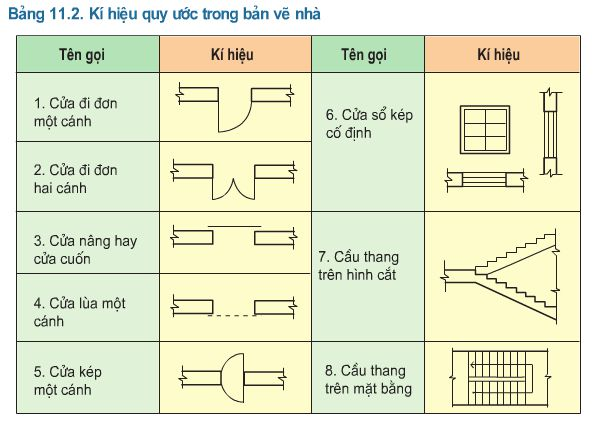 Bảng 11.2. Kí hiệu quy ước trong bản vẽ nhà
Tên gọi
Kí hiệu
Tên gọi
Kí hiệu
1. Cửa đi đơn
một cánh
2. Cửa đi đơn
hai cánh
3. Cửa nâng hay
cửa cuốn
4. Cửa lùa một
cánh
5. Cửa kép
một cánh
6. Cửa sổ kép
cố định
7. Cầu thang
trên hình cắt
8. Cầu thang
trên mặt bằng